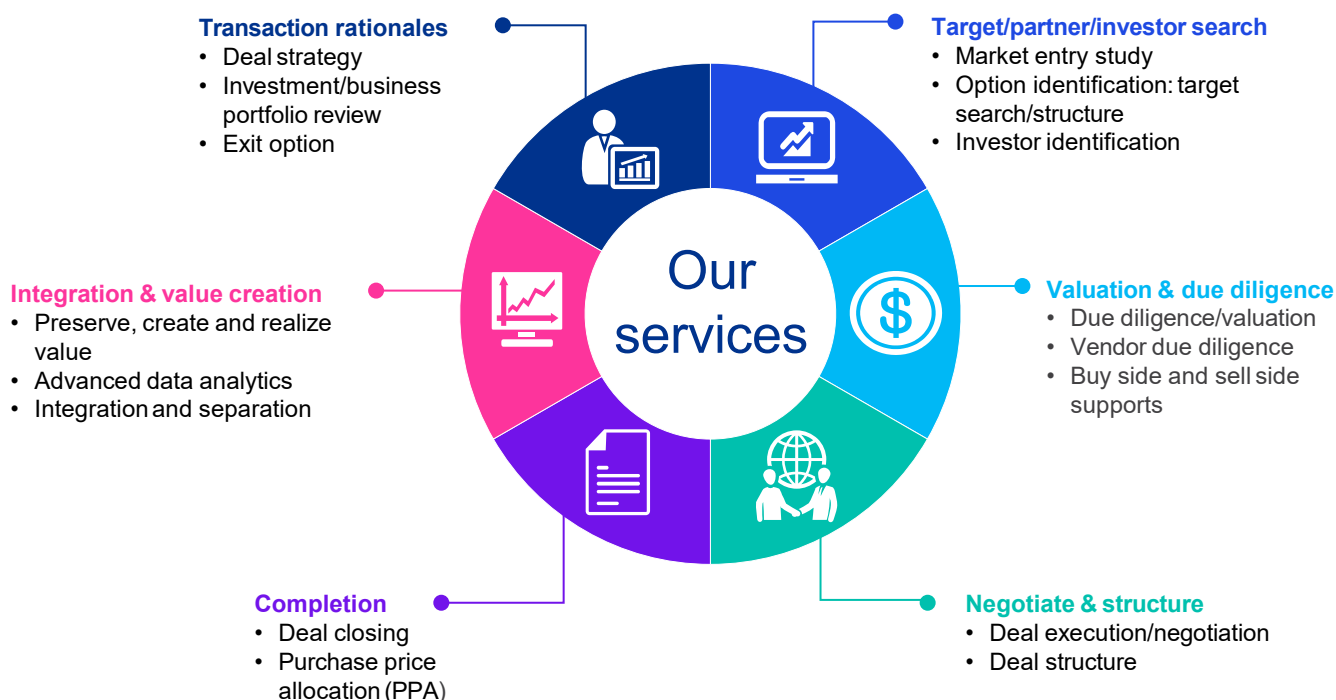 Transaction rationales
• Deal strategy
• Investment/business
portfolio review
• Exit option
Target/partner/investor search
• Market entry study
• Option identification: target
search/structure
• Investor identification
Our
services
$
Integration & value creation
• Preserve, create and realize
value
• Advanced data analytics
• Integration and separation
Valuation & due diligence
• Due diligence/valuation
• Vendor due diligence
• Buy side and sell side
supports
Completion
• Deal closing
• Purchase price
allocation (PPA)
Negotiate & structure
• Deal execution/negotiation
• Deal structure